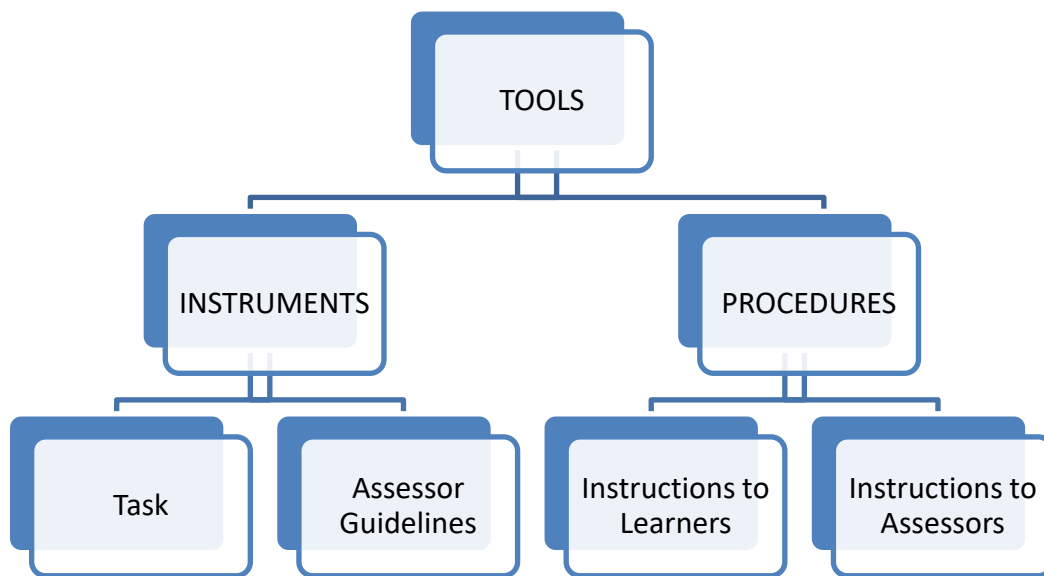 TOOLS
INSTRUMENTS
PROCEDURES
Task
Assessor
Guidelines
Instructions to
Learners
Instructions to
Assessors